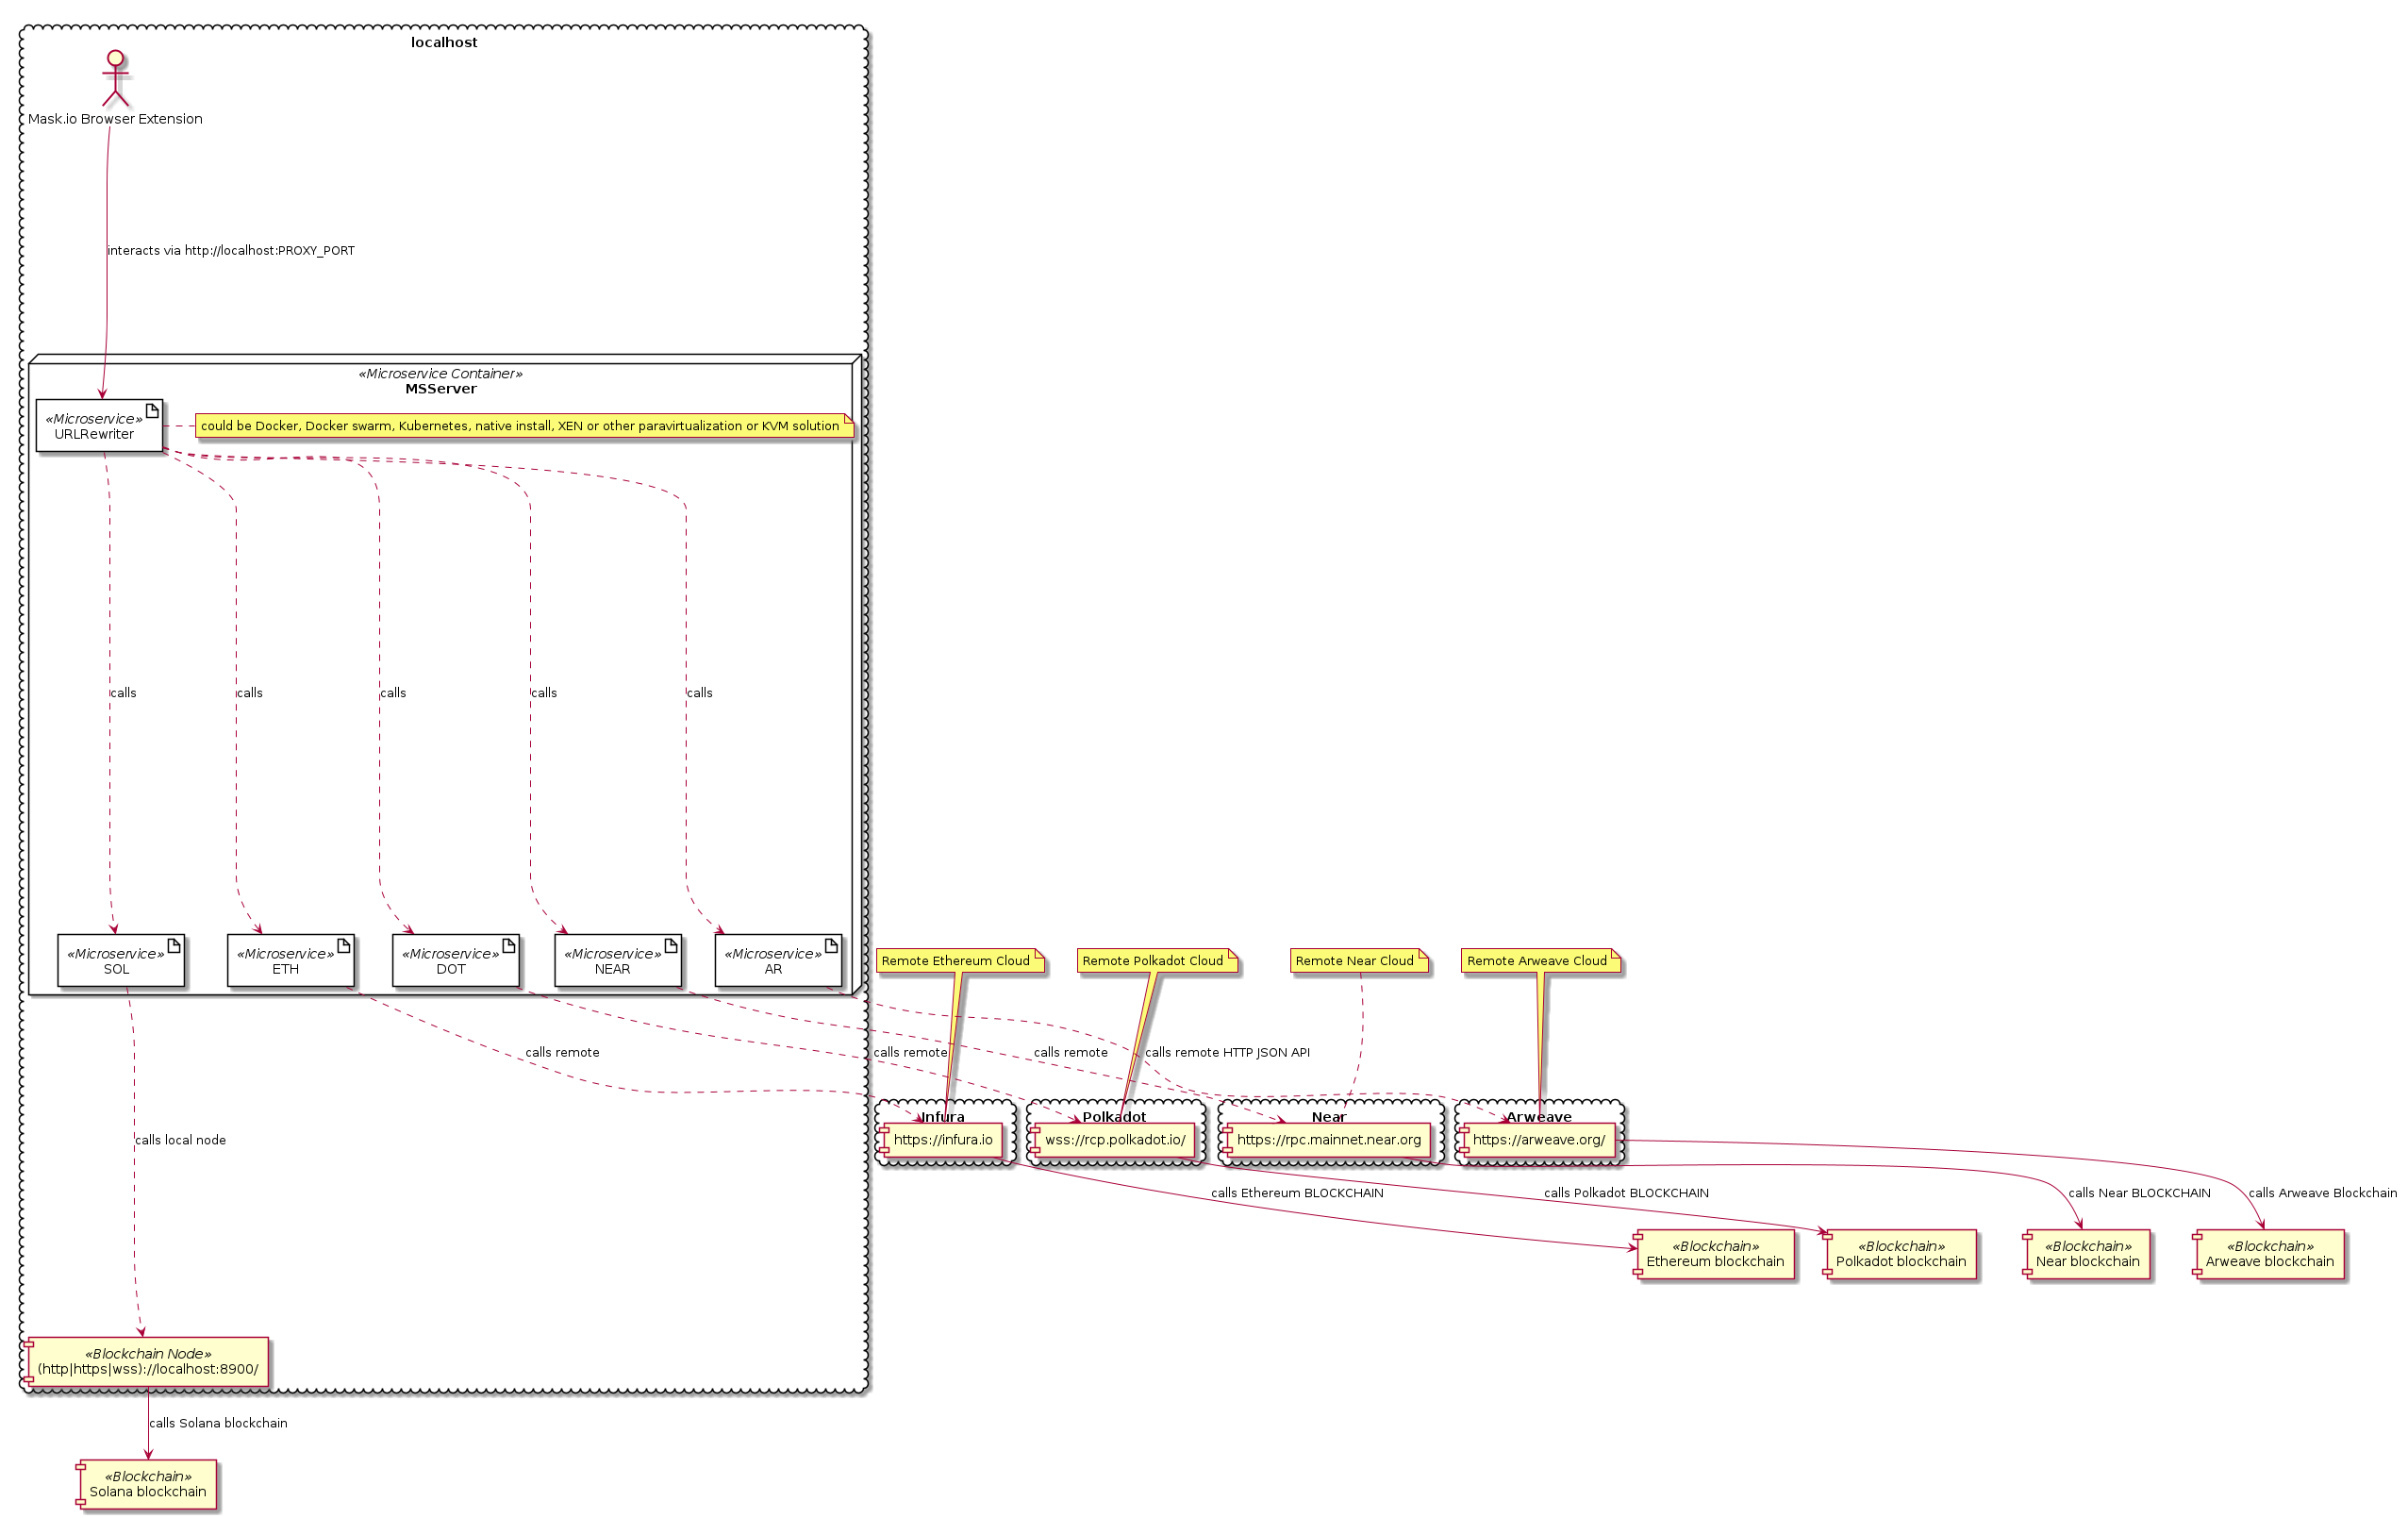 localhost
Mask.io Browser Extension
interacts via http://localhost:PROXY_PORT
«Microservice Container»
MSServer
«Microservice»
URLRewriter
could be Docker, Docker swarm, Kubernetes, native install, XEN or other paravirtualization or KVM solution
calls
calls
calls
calls
calls
«Microservice»
SOL
«Microservice»
ETH
«Microservice»
DOT
«Microservice»
NEAR
«Microservice»
AR
Remote Ethereum Cloud
Remote Polkadot Cloud
Remote Near Cloud
Remote Arweave Cloud
calls remote
calls remote
calls remote
calls remote HTTP JSON API
calls local node
Infura
https://infura.io
Polkadot
wss://rcp.polkadot.io/
Near
https://rpc.mainnet.near.org
Arweave
https://arweave.org/
calls Ethereum BLOCKCHAIN
calls Polkadot BLOCKCHAIN
calls Near BLOCKCHAIN
calls Arweave Blockchain
«Blockchain»
Ethereum blockchain
«Blockchain»
Polkadot blockchain
«Blockchain»
Near blockchain
«Blockchain»
Arweave blockchain
«Blockchain Node»
(http|https|wss)://localhost:8900/
calls Solana blockchain
«Blockchain»
Solana blockchain